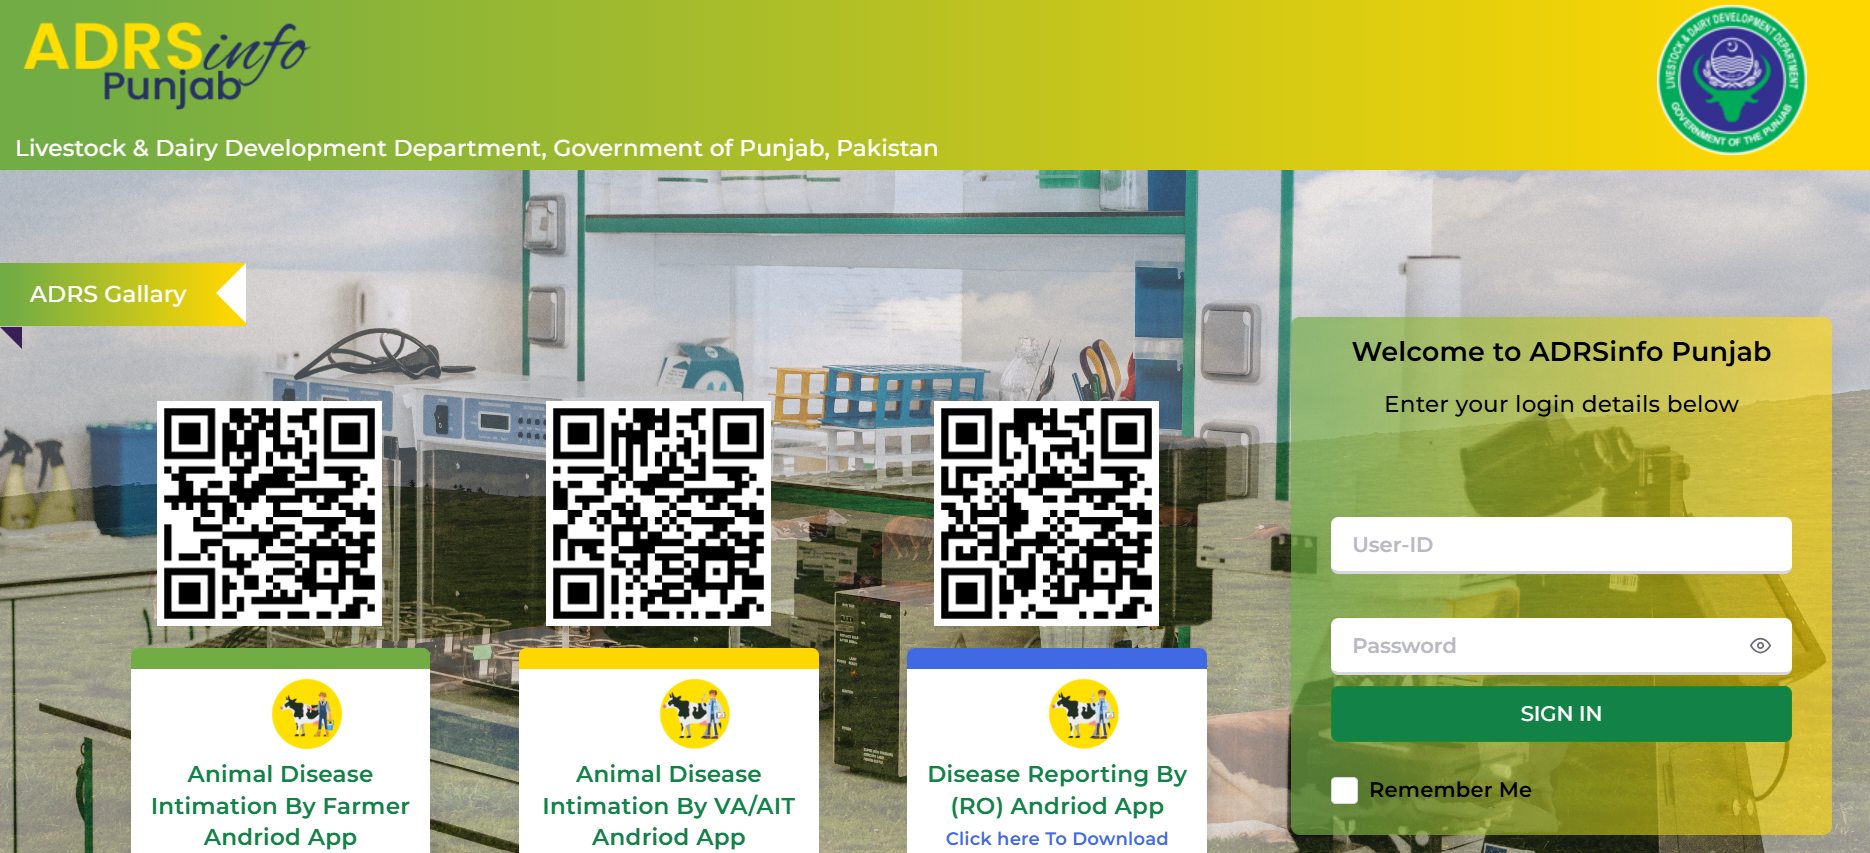 ADRSinfo
Punjab
Livestock & Dairy Development Department, Government of Punjab, Pakistan
LIVESTOCK & DAIRY DEVELOPMENT DEPARTMENT
GOVERNMENT OF THE PUNJAB
ADRS Gallary
Welcome to ADRSinfo Punjab
Enter your login details below
User-ID
Password
SIGN IN
Remember Me
Animal Disease
Intimation By Farmer
Andriod App
Animal Disease
Intimation By VA/AIT
Andriod App
Disease Reporting By
(RO) Andriod App
Click here To Download